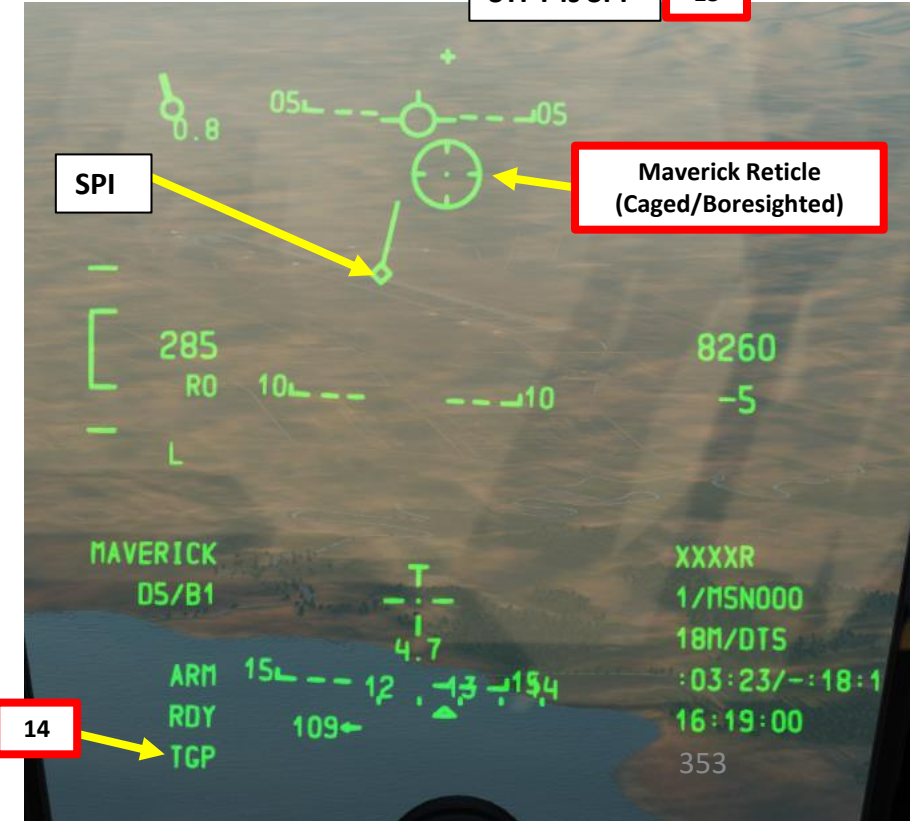 05 05
0.8
SPI
Maverick Reticle
(Caged/Boresighted)
285
8260
R0
10 10
-5
L
MAVERICK
D5/B1
XXXXR
1/MSN000
18M/DTS
:03:23/-:18:1
16:19:00
T
4.7
ARM
RDY
TGP
15 12 13 15 14
109←
14
353